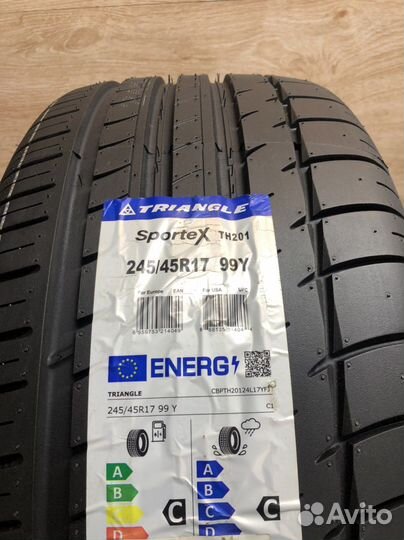 TRIANGLE
SporteX TH201
245/45R17 99Y
For Europe EAN For USA UPC
ENERG
TRIANGLE CBPTH20124L17YFJ
245/45R17 99 Y C1
A A
B B
C C C C
D D
Avito